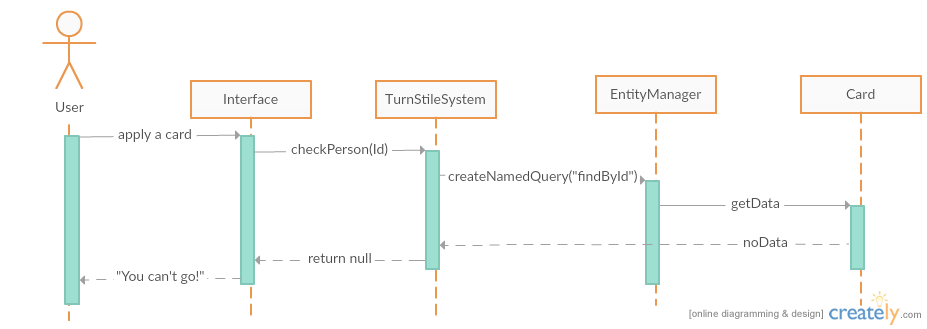 User
Interface
TurnStileSystem
EntityManager
Card
apply a card
checkPerson(Id)
createNamedQuery("findById")
getData
noData
return null
"You can't go!"
[online diagramming & design] creately.com